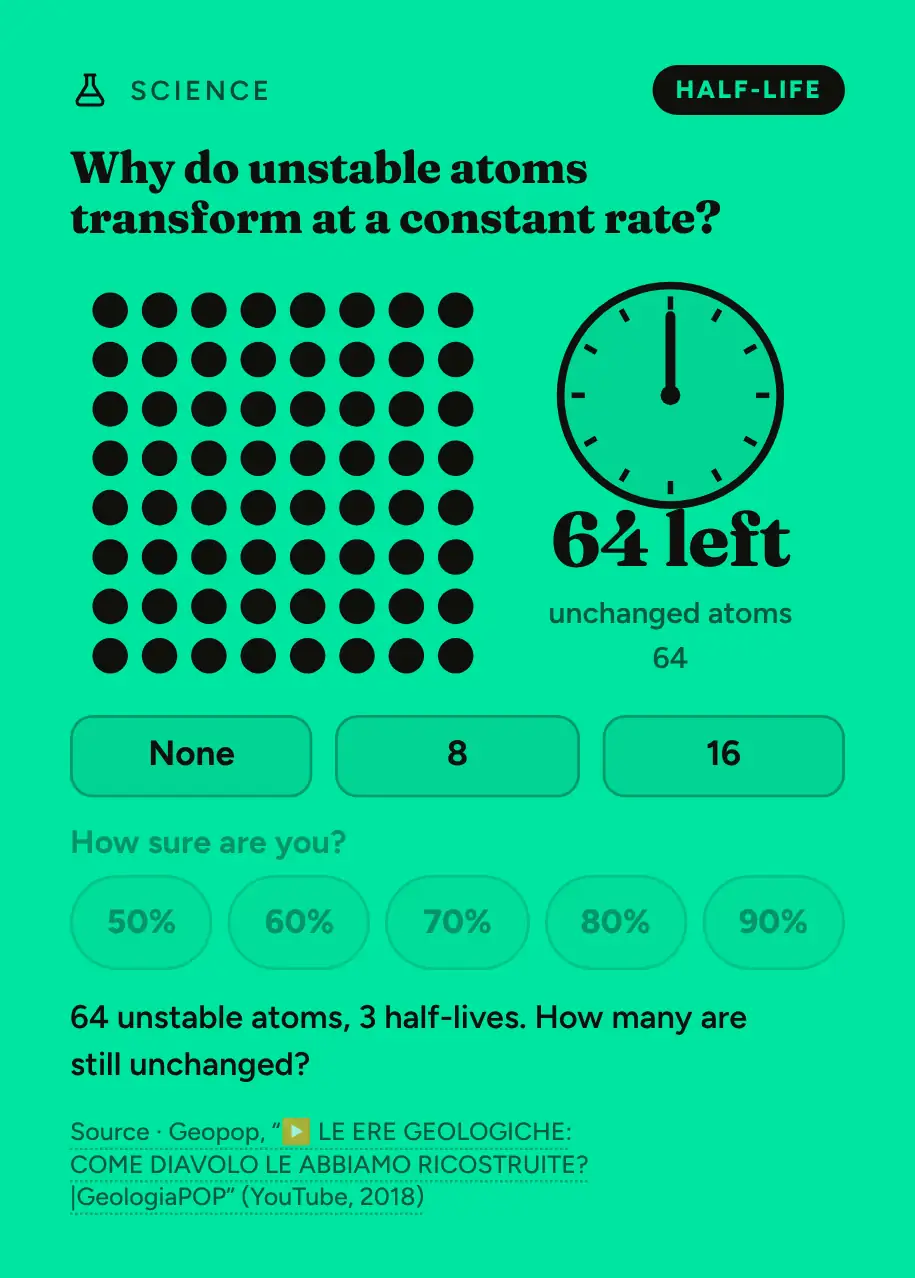 SCIENCE
HALF-LIFE
Why do unstable atoms
transform at a constant rate?
64 left
unchanged atoms
64
None
8
16
How sure are you?
50%
60%
70%
80%
90%
64 unstable atoms, 3 half-lives. How many are
still unchanged?
Source · Geopop, “▶️ LE ERE GEOLOGICHE:
COME DIAVOLO LE ABBIAMO RICOSTRUITE?
|GeologiaPOP” (YouTube, 2018)